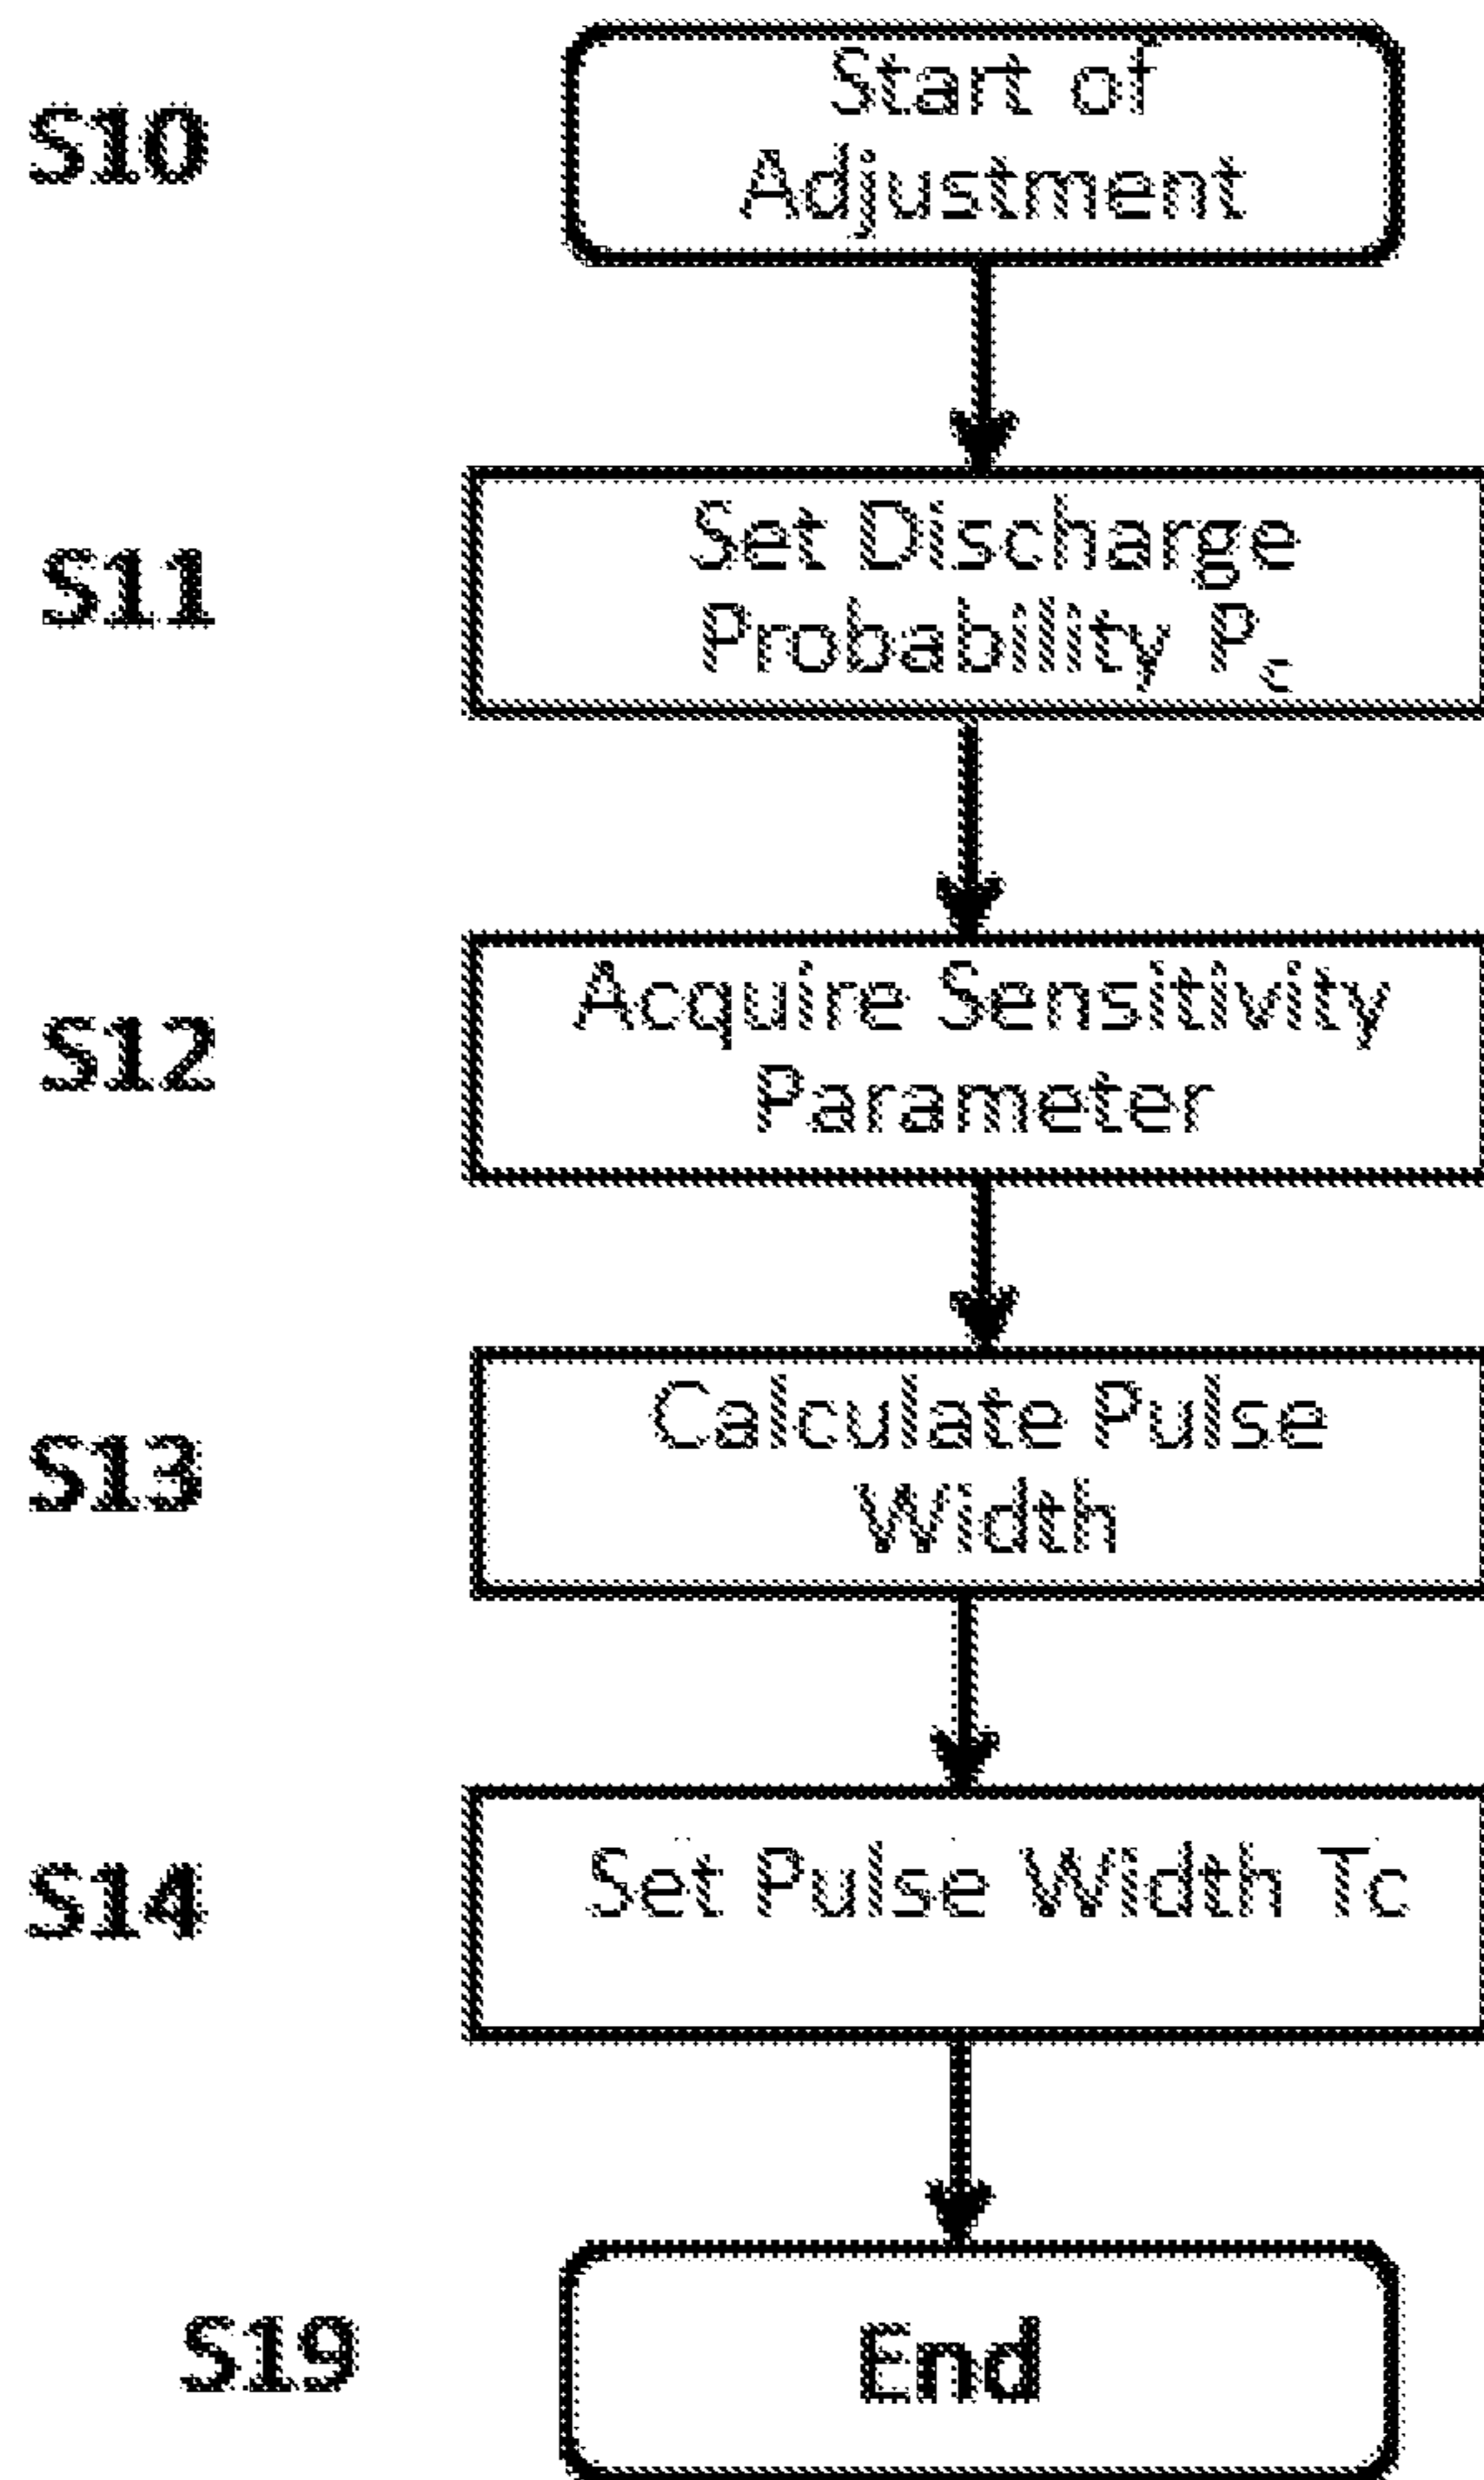 S10
Start of
Adjustment
S11
Set Discharge
Probability Pc
S12
Acquire Sensitivity
Parameter
S13
Calculate Pulse
Width
S14
Set Pulse Width Tc
S19
End